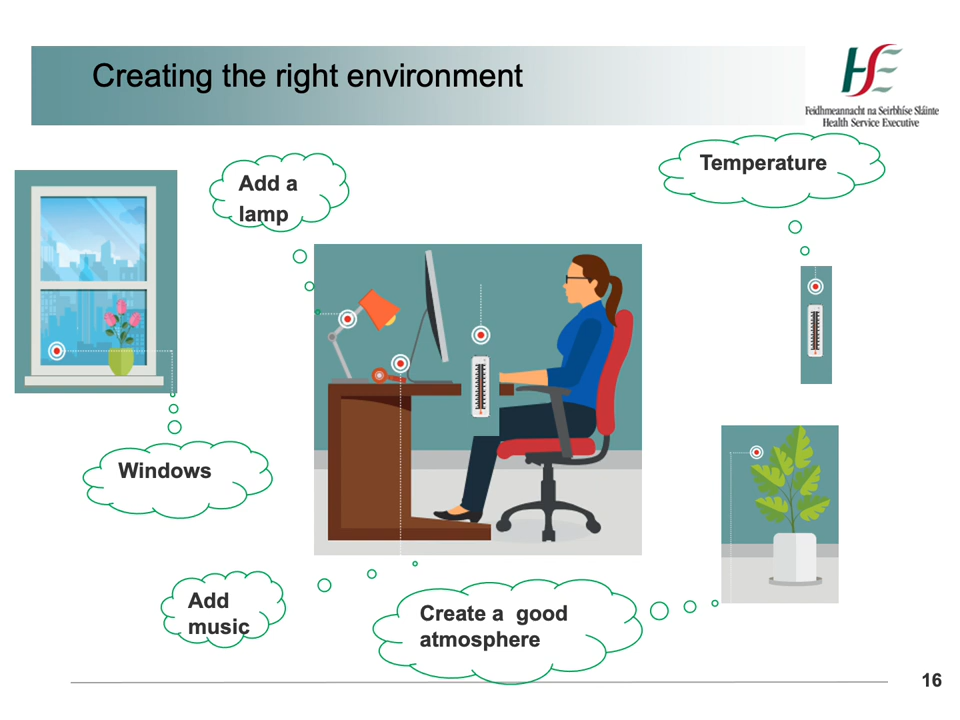 Creating the right environment
HSE
Feidhmeannacht na Seirbhíse Sláinte
Health Service Executive
Add a
lamp
Temperature
Windows
Add
music
Create a  good
atmosphere
16